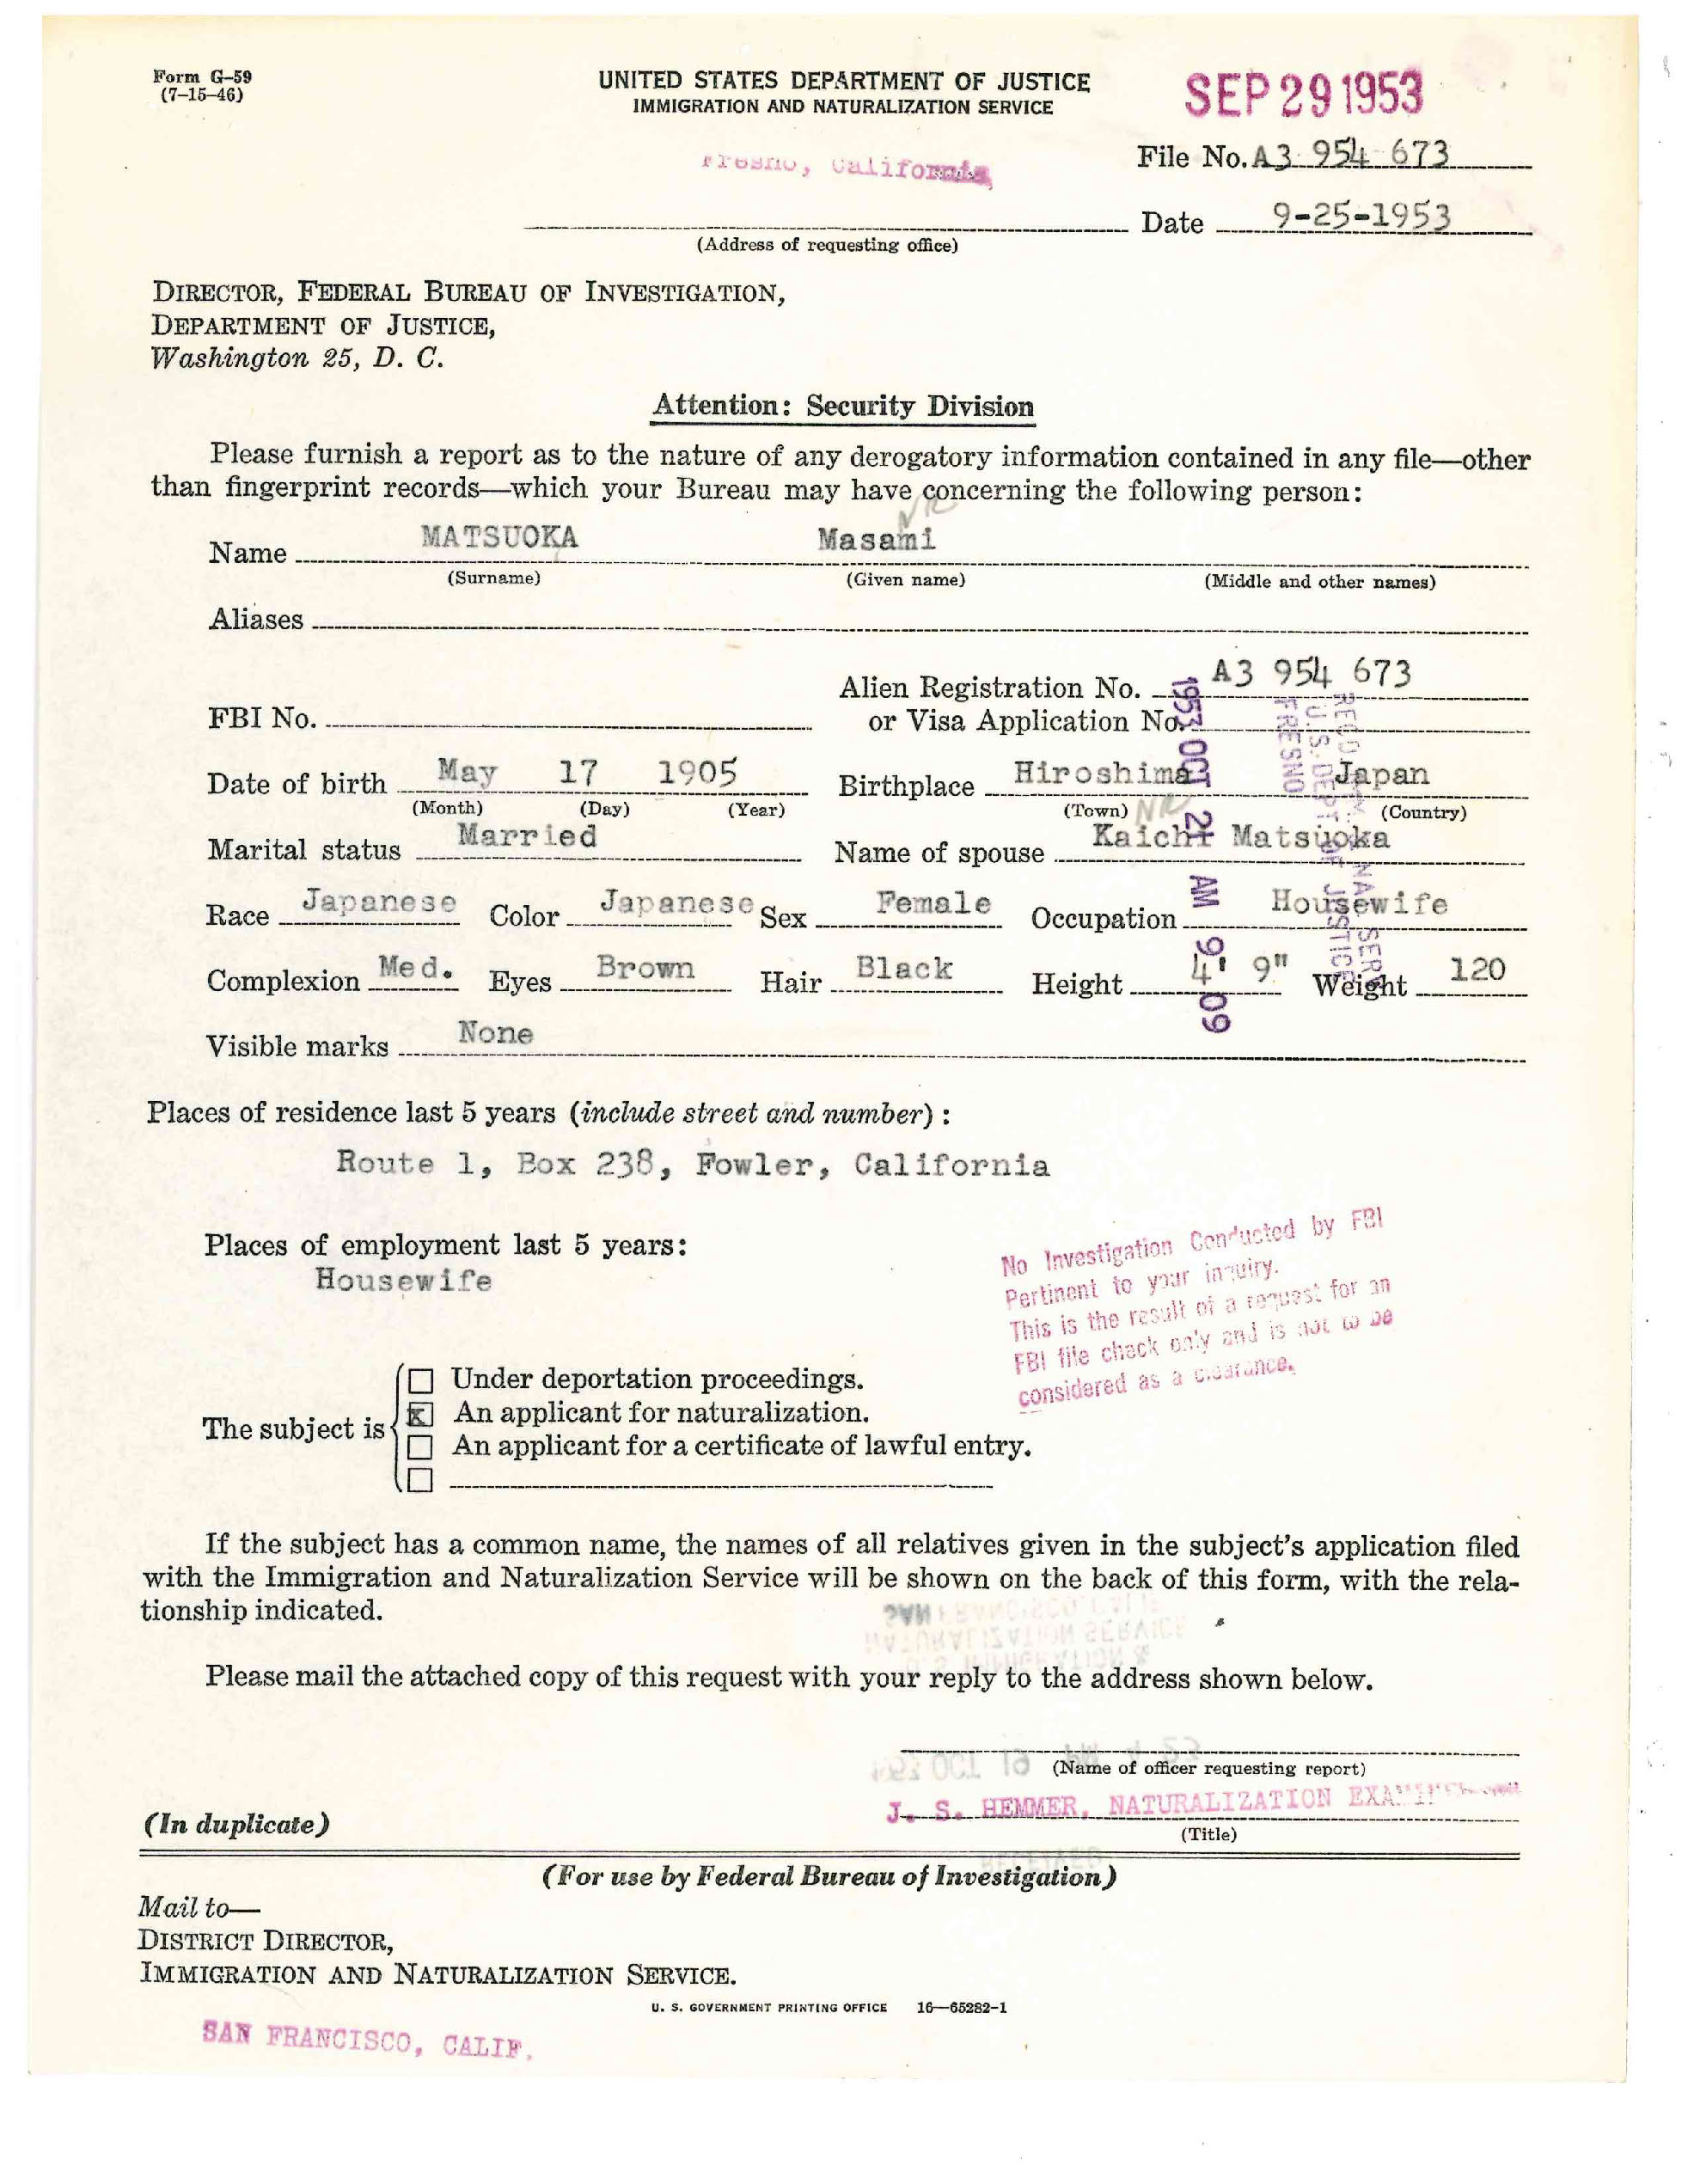 Form G-59
(7-15-46)
UNITED STATES DEPARTMENT OF JUSTICE
IMMIGRATION AND NATURALIZATION SERVICE
SEP 29 1953
Fresno, California
File No. A3 954 673
Date 9-25-1953
(Address of requesting office)
DIRECTOR, FEDERAL BUREAU OF INVESTIGATION,
DEPARTMENT OF JUSTICE,
Washington 25, D. C.
Attention: Security Division
Please furnish a report as to the nature of any derogatory information contained in any file—other
than fingerprint records—which your Bureau may have concerning the following person:
NR
Name MATSUOKA Masami
(Surname) (Given name) (Middle and other names)
Aliases
Alien Registration No. A3 954 673
FBI No. or Visa Application No.
Date of birth May 17 1905 Birthplace Hiroshima Japan
(Month) (Day) (Year) (Town) NR (Country)
Marital status Married Name of spouse Kaichi Matsuoka
Race Japanese Color Japanese Sex Female Occupation Housewife
Complexion Med. Eyes Brown Hair Black Height 4' 9" Weight 120
Visible marks None
1953 OCT 21 AM 9 09
U.S. DEPT. OF JUSTICE
FRESNO
Places of residence last 5 years (include street and number) :
Route 1, Box 238, Fowler, California
Places of employment last 5 years:
Housewife
No Investigation Conducted by FBI
Pertinent to your inquiry.
This is the result of a request for an
FBI file check only and is not to be
considered as a clearance.
The subject is
Under deportation proceedings.
x An applicant for naturalization.
An applicant for a certificate of lawful entry.
If the subject has a common name, the names of all relatives given in the subject's application filed
with the Immigration and Naturalization Service will be shown on the back of this form, with the rela-
tionship indicated.
SAN FRANCISCO CALIF
NATURALIZATION SERVICE
U.S. IMMIGRATION &
Please mail the attached copy of this request with your reply to the address shown below.
(Name of officer requesting report)
J. S. HEMMER, NATURALIZATION EXAMINER
(In duplicate)
(Title)
RECEIVED
(For use by Federal Bureau of Investigation)
Mail to—
DISTRICT DIRECTOR,
IMMIGRATION AND NATURALIZATION SERVICE.
U. S. GOVERNMENT PRINTING OFFICE 16—65282-1
SAN FRANCISCO, CALIF.